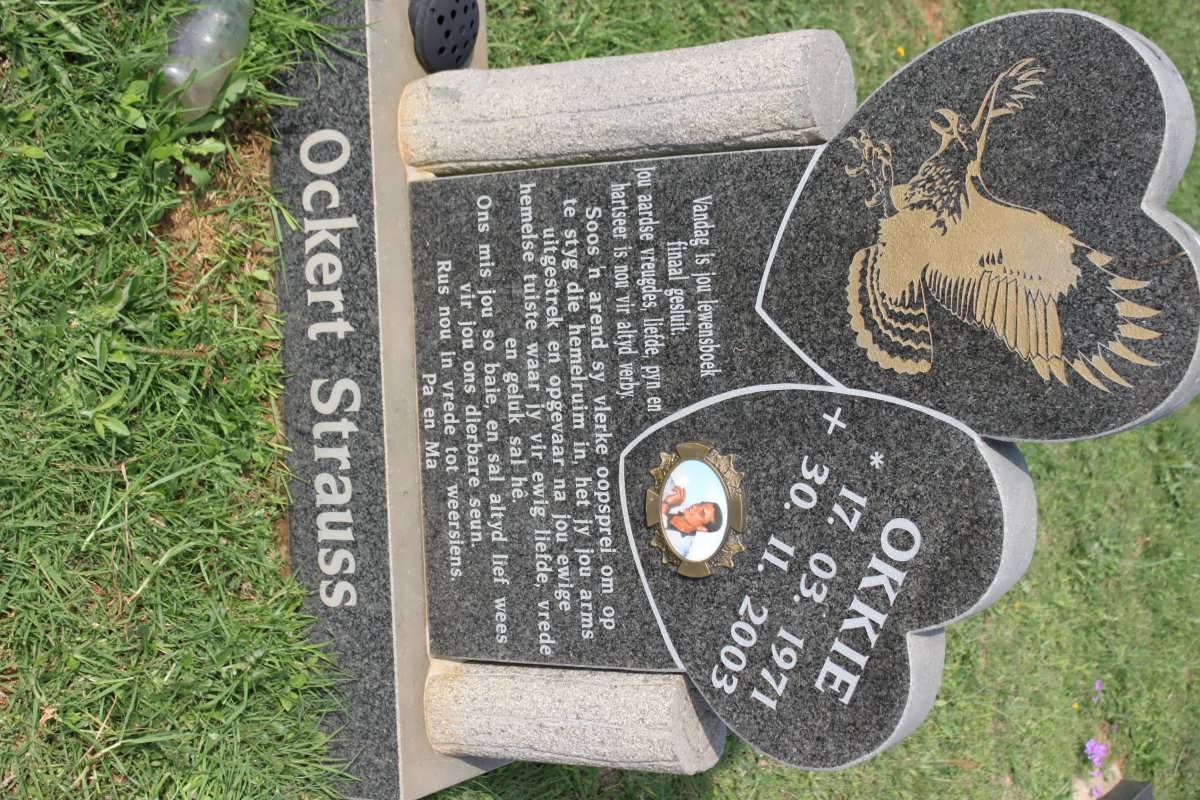 OKKIE
* 17. 03. 1971
+ 30. 11. 2003
Vandag is jou lewensboek
finaal gesluit.
Jou aardse vreugdes, liefde, pyn en
hartseer is nou vir altyd verby.
Soos 'n arend sy vlerke oopsprei om op
te styg die hemelruim in, het jy jou arms
uitgestrek en opgevaar na jou ewige
hemelse tuiste waar jy vir ewig liefde, vrede
en geluk sal hê.
Ons mis jou so baie, en sal altyd lief wees
vir jou ons dierbare seun.
Rus nou in vrede tot weersiens.
Pa en Ma
Ockert Strauss